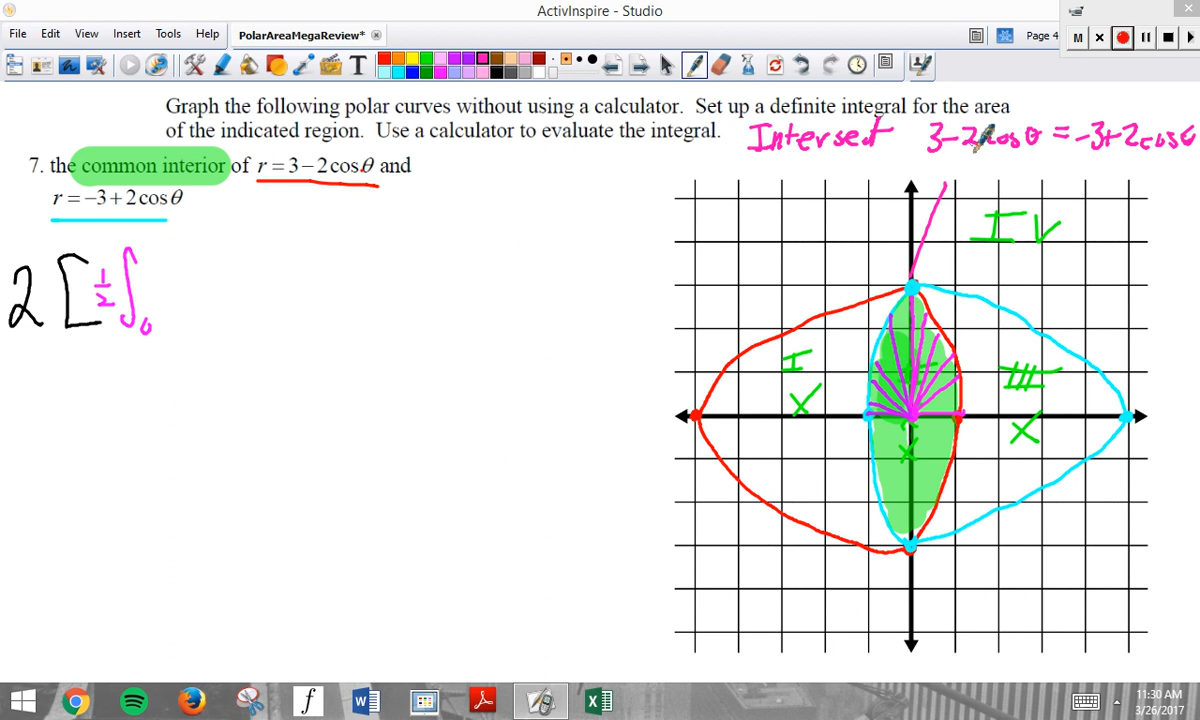 ActivInspire - Studio
File Edit View Insert Tools Help PolarAreaMegaReview* Page 4
M
T
Graph the following polar curves without using a calculator. Set up a definite integral for the area
of the indicated region. Use a calculator to evaluate the integral.
Intersect 3-2cosθ = -3+2cosθ
7. the common interior of r = 3 − 2cosθ and
r = −3 + 2cosθ
2 [ 1/2 ∫ 0
IV
I
X
III
X
X
11:30 AM
3/26/2017